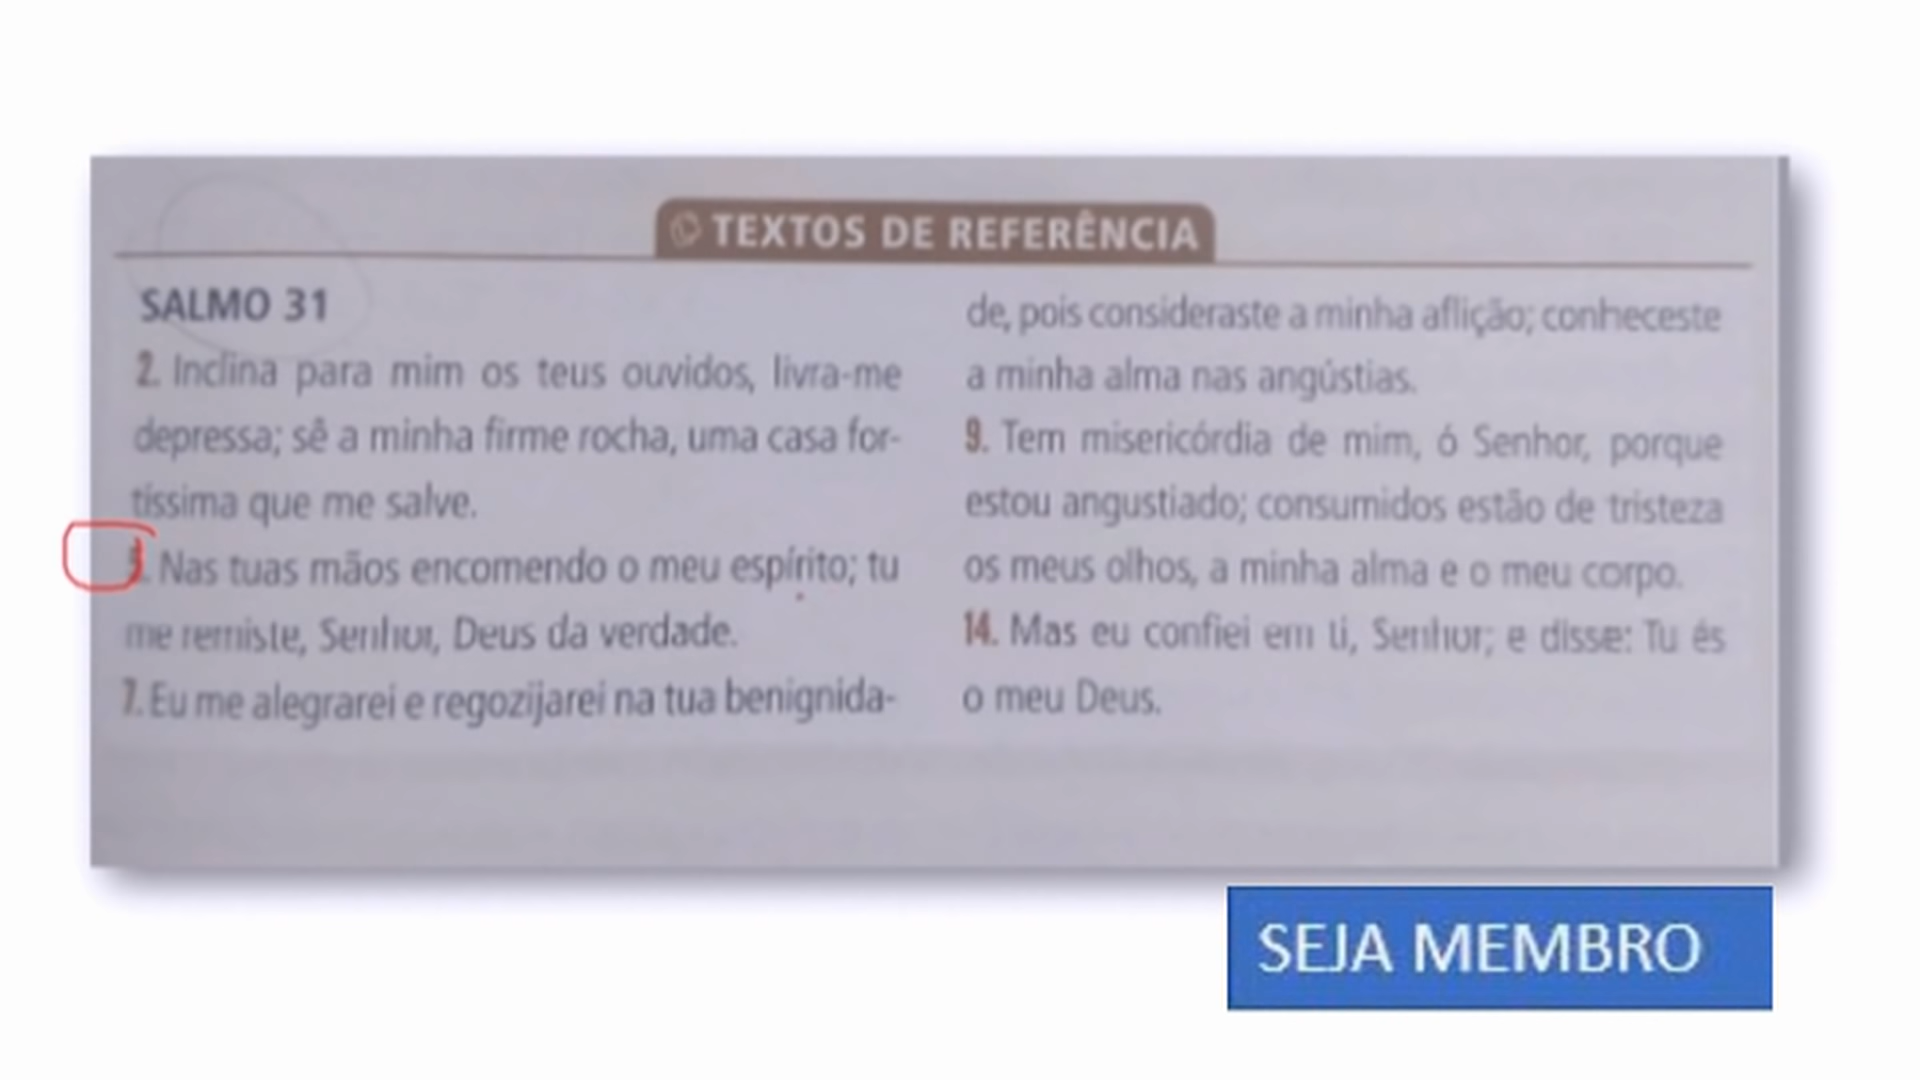 TEXTOS DE REFERÊNCIA
SALMO 31
2. Inclina para mim os teus ouvidos, livra-me
depressa; sê a minha firme rocha, uma casa for-
tíssima que me salve.
5. Nas tuas mãos encomendo o meu espírito; tu
me remiste, Senhor, Deus da verdade.
7. Eu me alegrarei e regozijarei na tua benignida-
de, pois consideraste a minha aflição; conheceste
a minha alma nas angústias.
9. Tem misericórdia de mim, ó Senhor, porque
estou angustiado; consumidos estão de tristeza
os meus olhos, a minha alma e o meu corpo.
14. Mas eu confiei em ti, Senhor; e disse: Tu és
o meu Deus.
SEJA MEMBRO